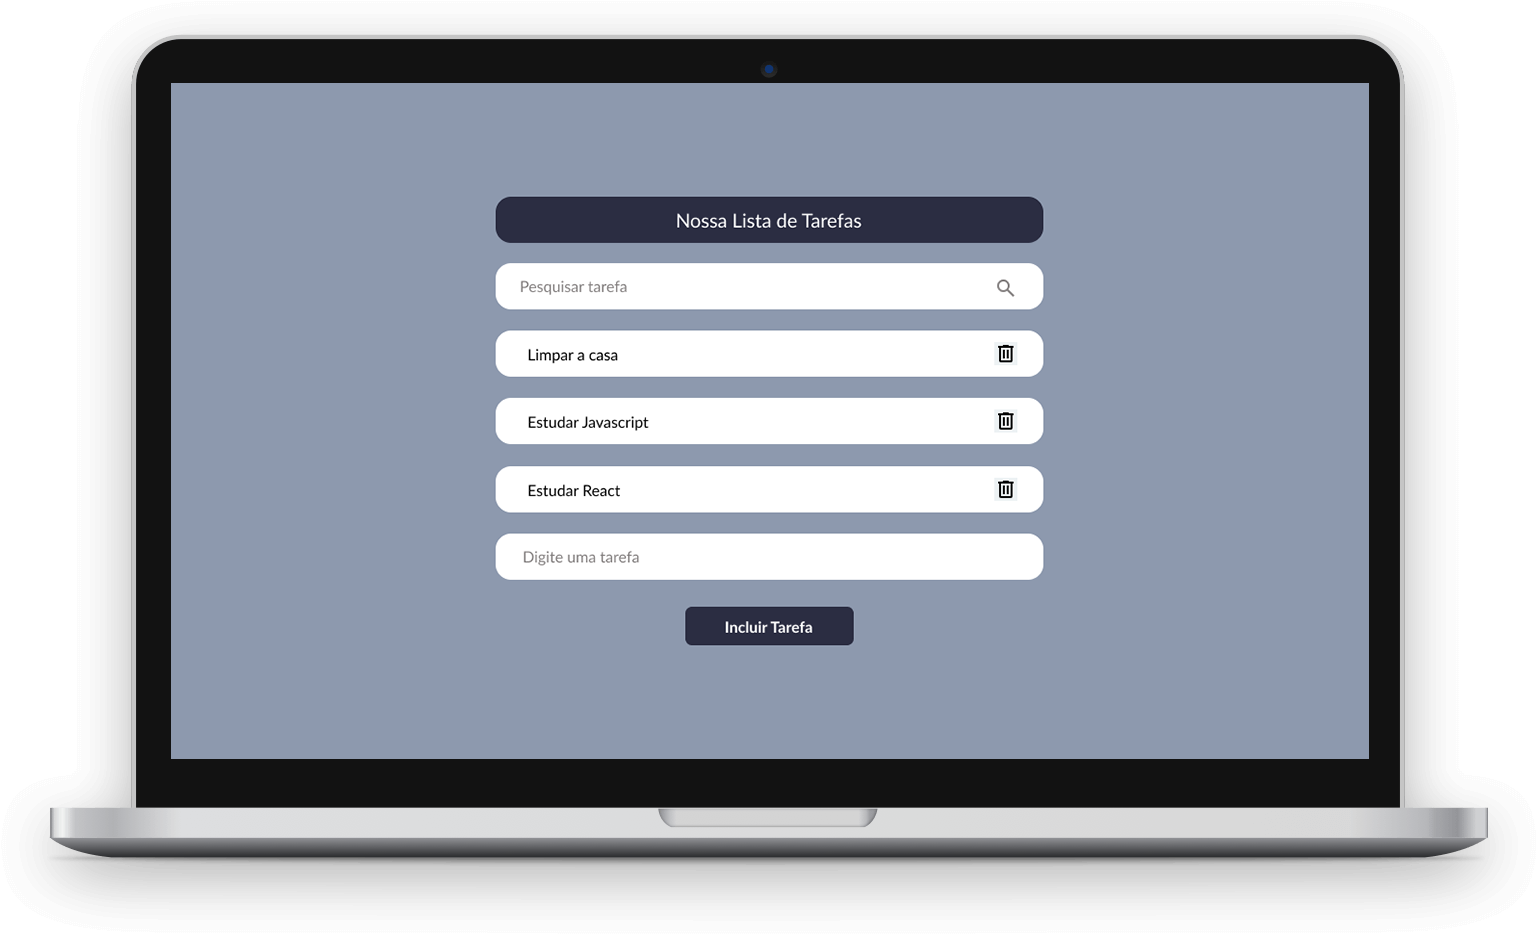 Nossa Lista de Tarefas
Pesquisar tarefa
Limpar a casa
Estudar Javascript
Estudar React
Digite uma tarefa
Incluir Tarefa